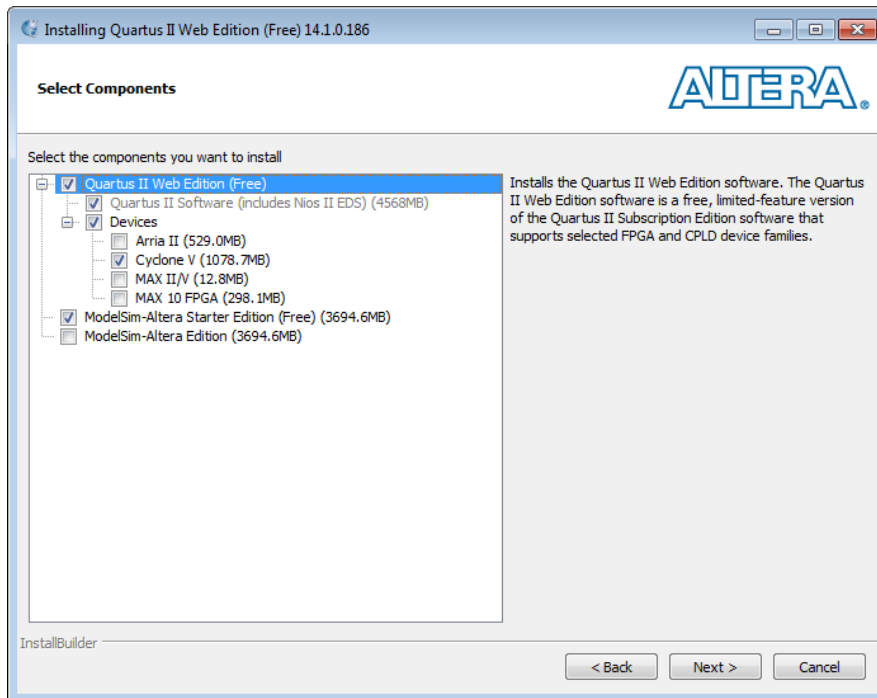 Installing Quartus II Web Edition (Free) 14.1.0.186
Select Components
ALTERA®
Select the components you want to install
Quartus II Web Edition (Free)
Quartus II Software (includes Nios II EDS) (4568MB)
Devices
Arria II (529.0MB)
Cyclone V (1078.7MB)
MAX II/V (12.8MB)
MAX 10 FPGA (298.1MB)
ModelSim-Altera Starter Edition (Free) (3694.6MB)
ModelSim-Altera Edition (3694.6MB)
Installs the Quartus II Web Edition software. The Quartus
II Web Edition software is a free, limited-feature version
of the Quartus II Subscription Edition software that
supports selected FPGA and CPLD device families.
InstallBuilder
< Back
Next >
Cancel